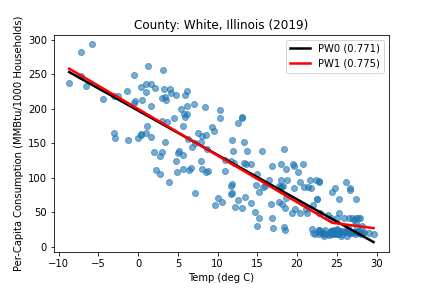 County: White, Illinois (2019)
PW0 (0.771)
PW1 (0.775)
Per-Capita Consumption (MMBtu/1000 Households)
300
250
200
150
100
50
0
−10 −5 0 5 10 15 20 25 30
Temp (deg C)